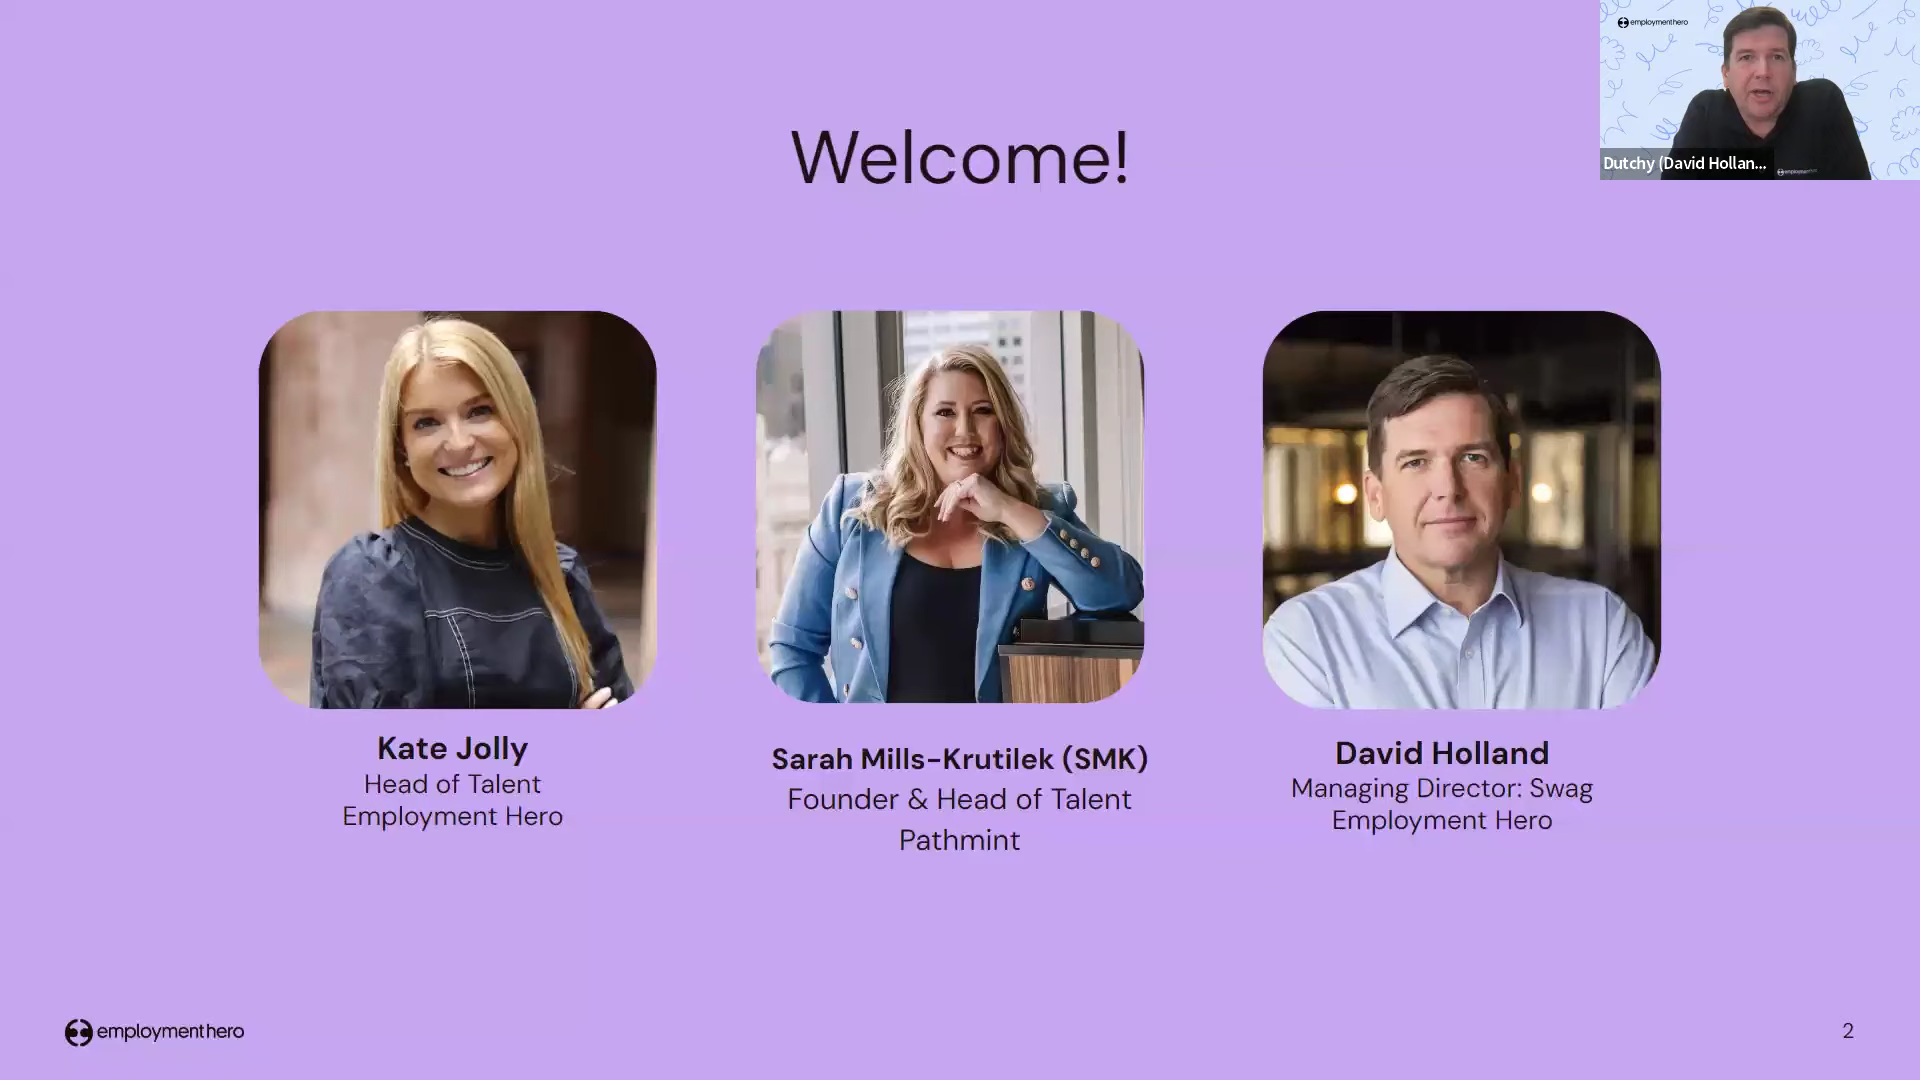 employmenthero
Dutchy (David Hollan...
Welcome!
Kate Jolly
Head of Talent
Employment Hero
Sarah Mills-Krutilek (SMK)
Founder & Head of Talent
Pathmint
David Holland
Managing Director: Swag
Employment Hero
employmenthero
2